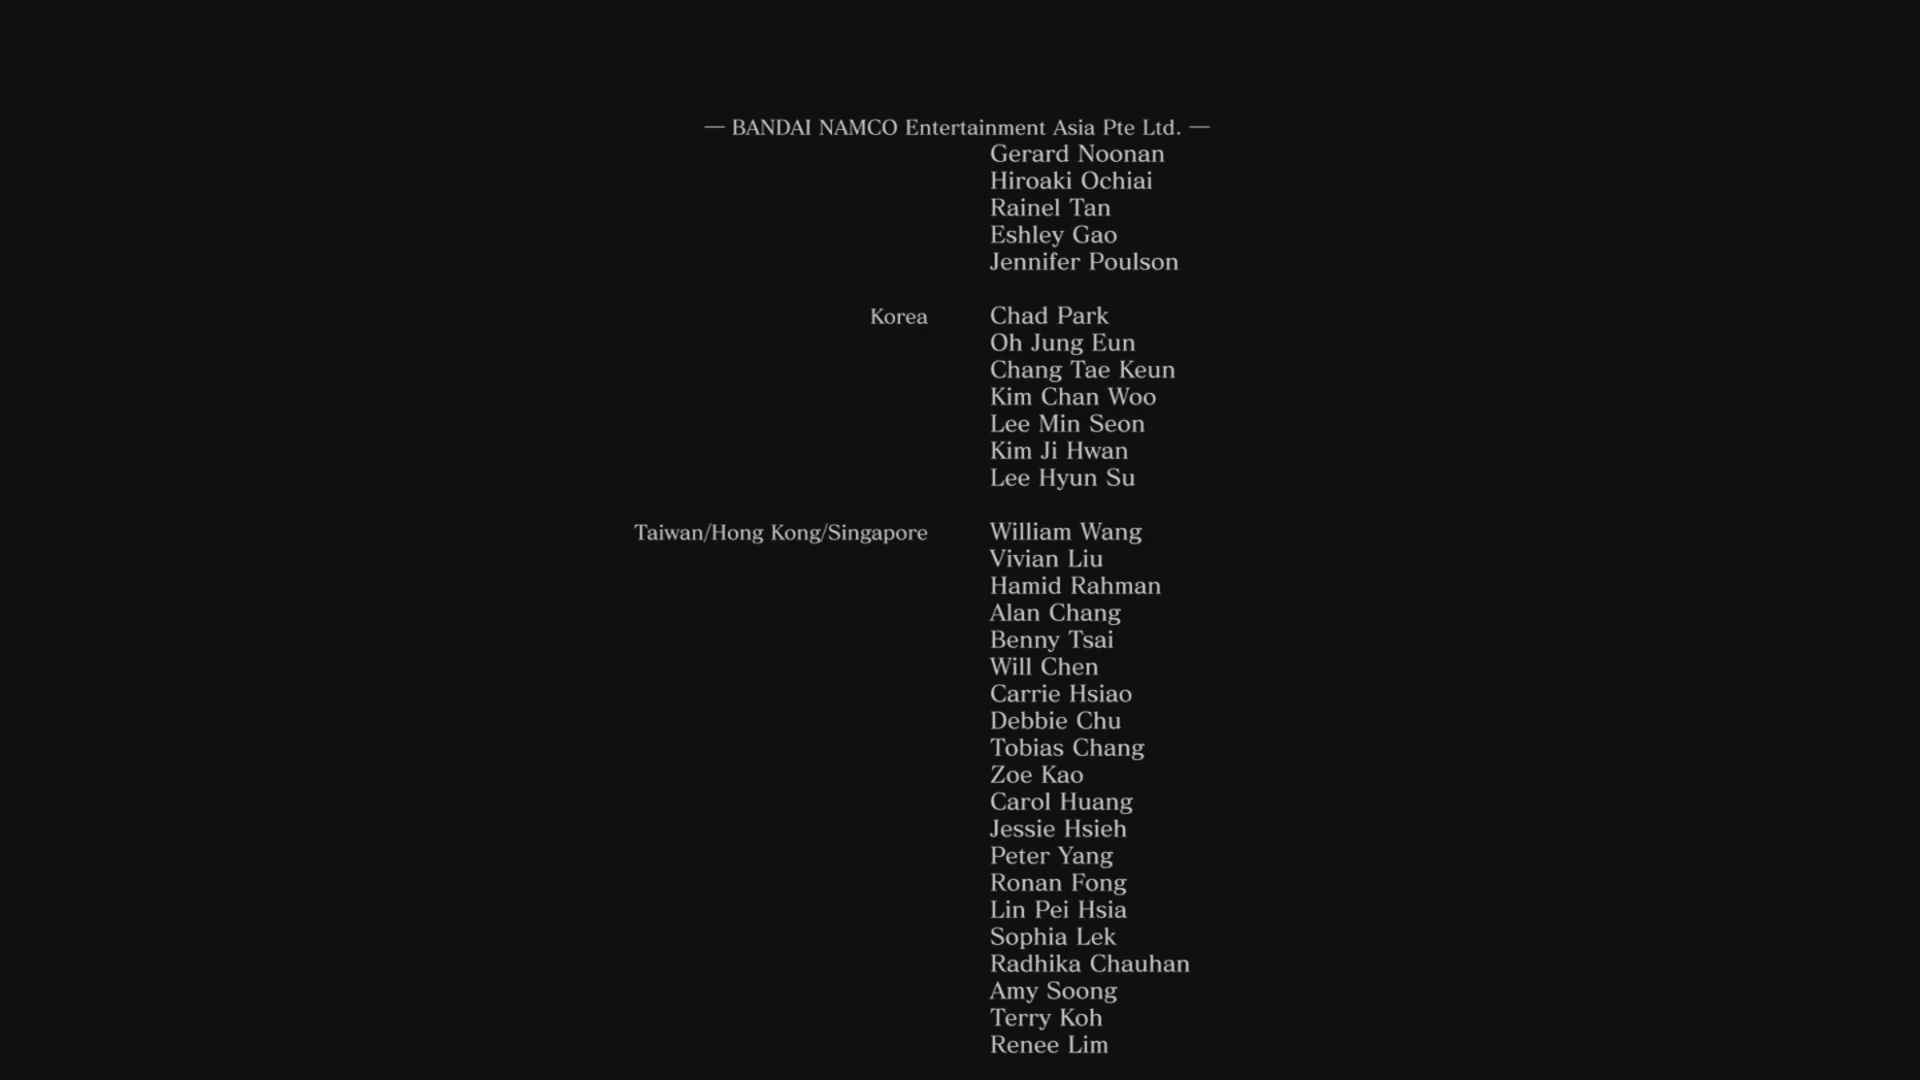 — BANDAI NAMCO Entertainment Asia Pte Ltd. —
Gerard Noonan
Hiroaki Ochiai
Rainel Tan
Eshley Gao
Jennifer Poulson
Korea Chad Park
Oh Jung Eun
Chang Tae Keun
Kim Chan Woo
Lee Min Seon
Kim Ji Hwan
Lee Hyun Su
Taiwan/Hong Kong/Singapore William Wang
Vivian Liu
Hamid Rahman
Alan Chang
Benny Tsai
Will Chen
Carrie Hsiao
Debbie Chu
Tobias Chang
Zoe Kao
Carol Huang
Jessie Hsieh
Peter Yang
Ronan Fong
Lin Pei Hsia
Sophia Lek
Radhika Chauhan
Amy Soong
Terry Koh
Renee Lim